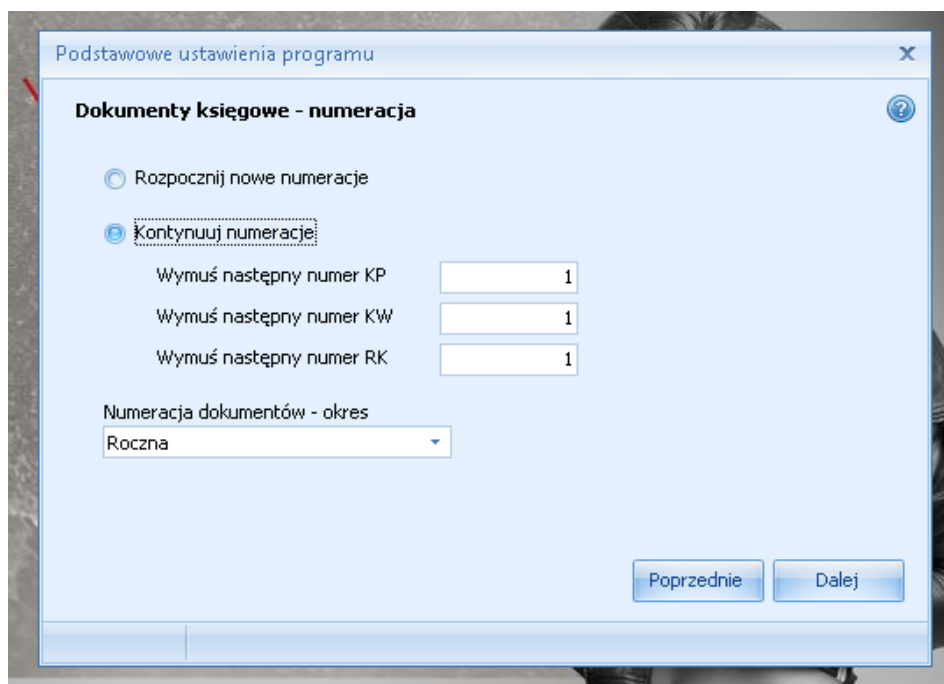 Podstawowe ustawienia programu
Dokumenty księgowe - numeracja
Rozpocznij nowe numeracje
Kontynuuj numeracje
Wymuś następny numer KP 1
Wymuś następny numer KW 1
Wymuś następny numer RK 1
Numeracja dokumentów - okres
Roczna
Poprzednie Dalej